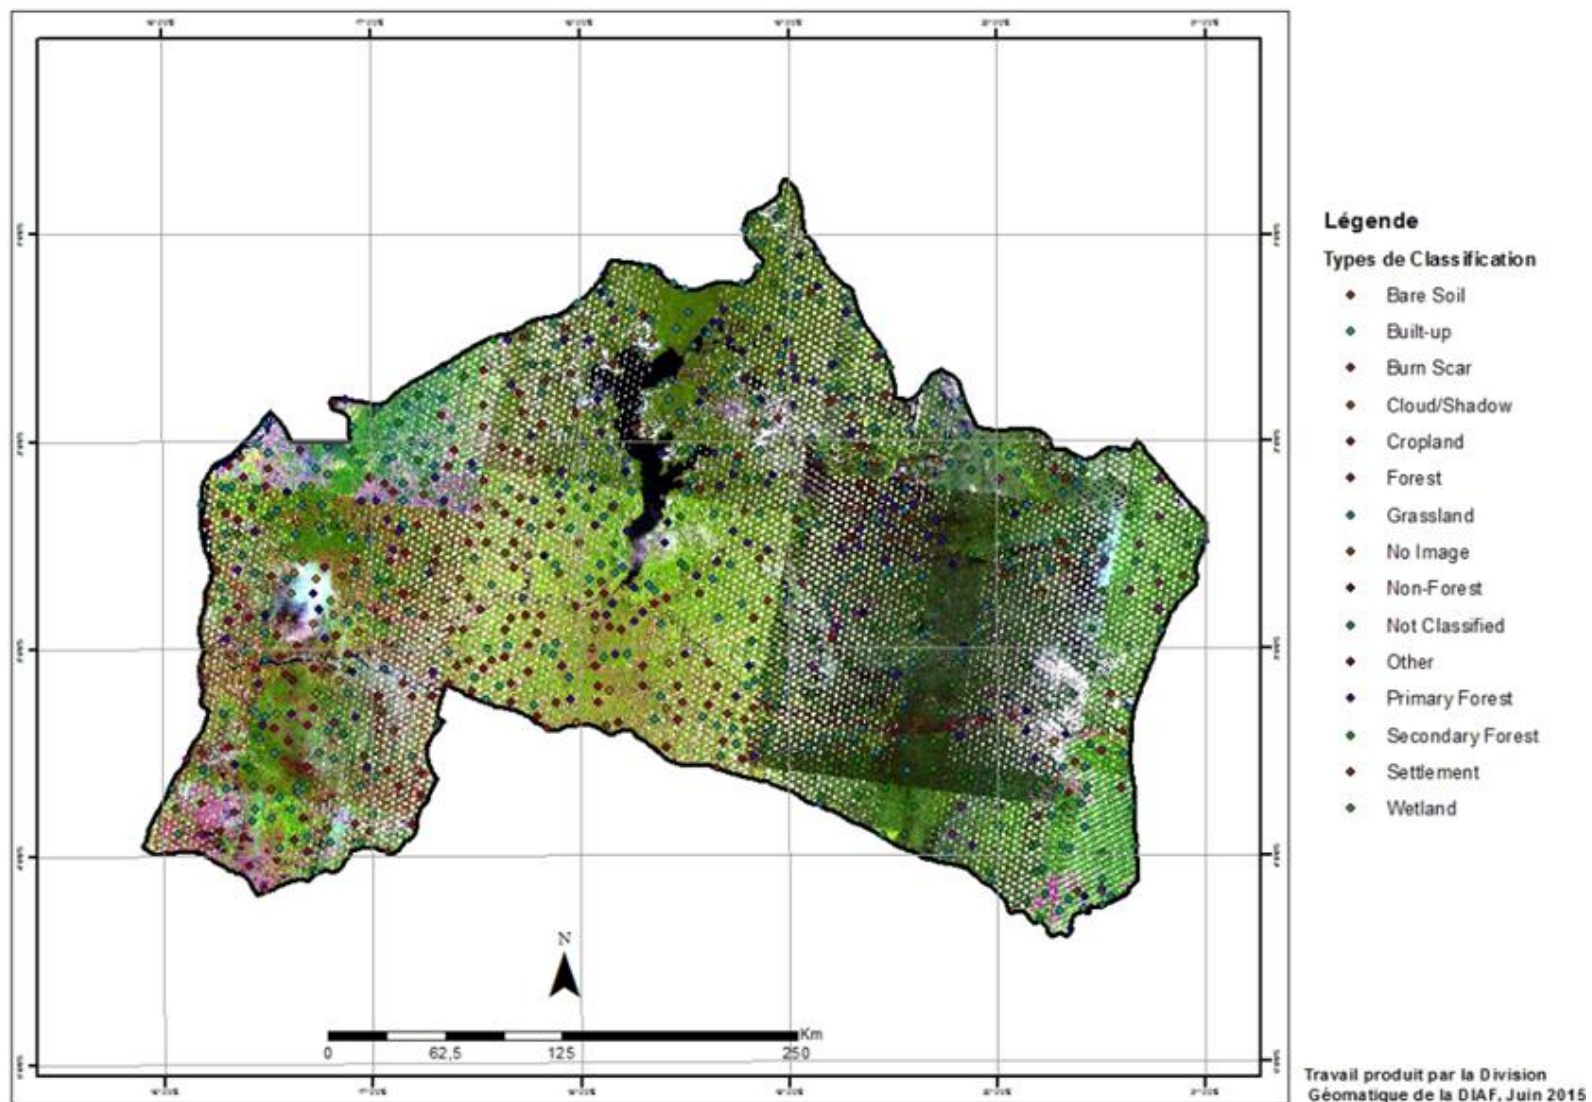 Légende
Types de Classification
Bare Soil
Built-up
Burn Scar
Cloud/Shadow
Cropland
Forest
Grassland
No Image
Non-Forest
Not Classified
Other
Primary Forest
Secondary Forest
Settlement
Wetland
N
Km
0 62,5 125 250
Travail produit par la Division
Géomatique de la DIAF, Juin 2015